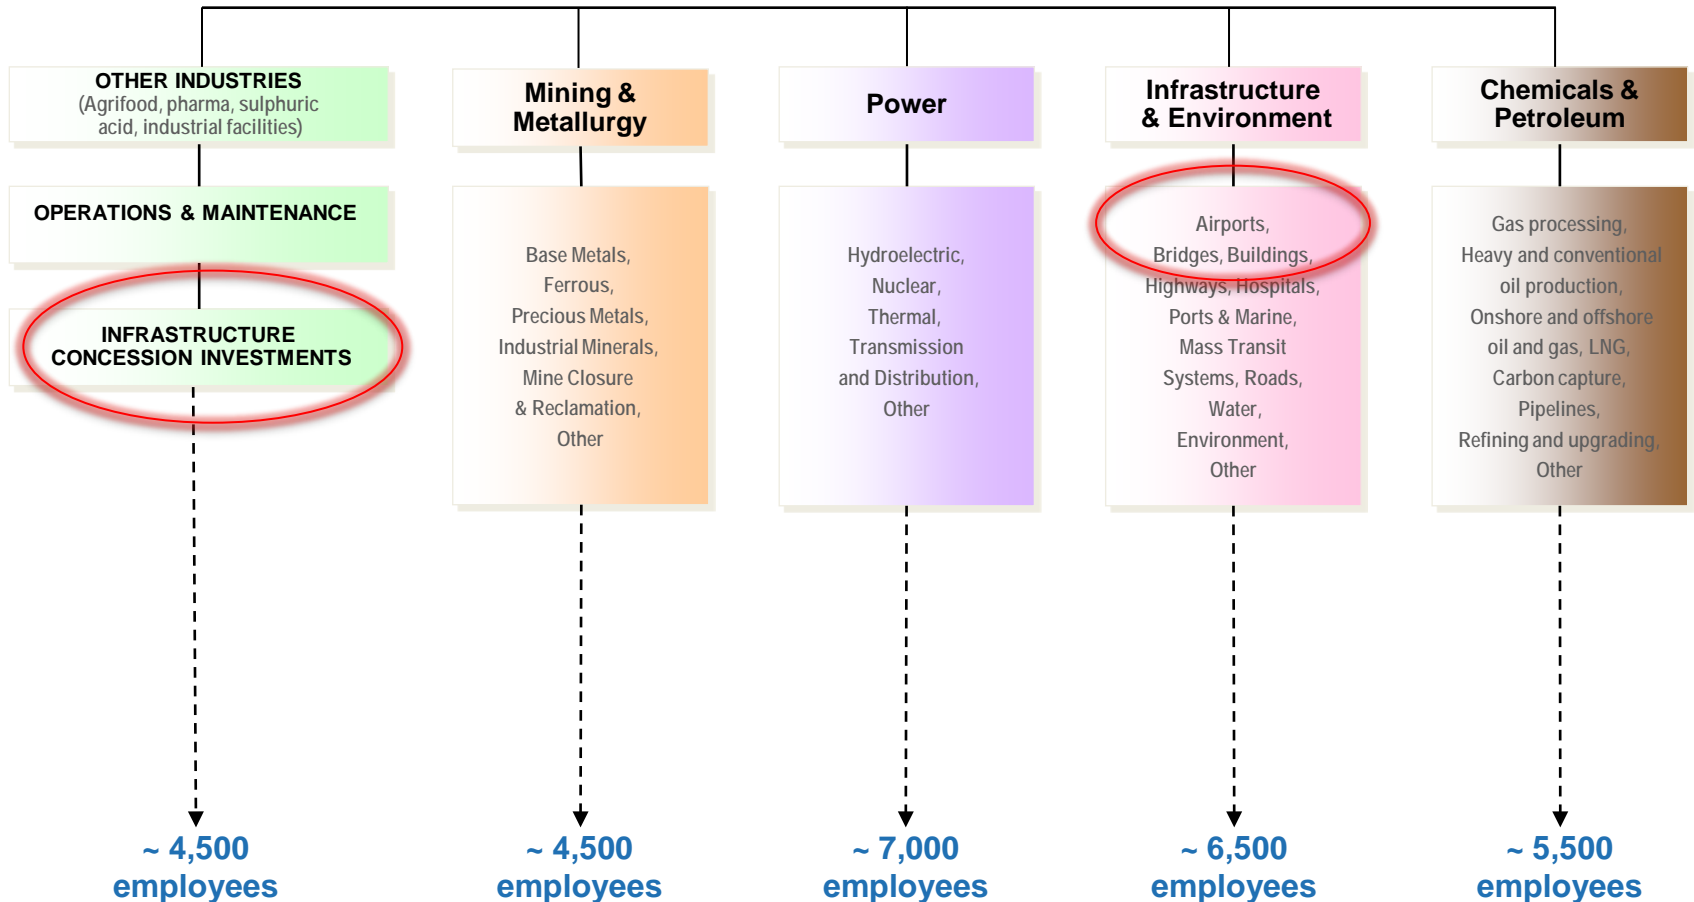 OTHER INDUSTRIES
(Agrifood, pharma, sulphuric
acid, industrial facilities)
OPERATIONS & MAINTENANCE
INFRASTRUCTURE
CONCESSION INVESTMENTS
~ 4,500
employees
Mining &
Metallurgy
Base Metals,
Ferrous,
Precious Metals,
Industrial Minerals,
Mine Closure
& Reclamation,
Other
~ 4,500
employees
Power
Hydroelectric,
Nuclear,
Thermal,
Transmission
and Distribution,
Other
~ 7,000
employees
Infrastructure
& Environment
Airports,
Bridges, Buildings,
Highways, Hospitals,
Ports & Marine,
Mass Transit
Systems, Roads,
Water,
Environment,
Other
~ 6,500
employees
Chemicals &
Petroleum
Gas processing,
Heavy and conventional
oil production,
Onshore and offshore
oil and gas, LNG,
Carbon capture,
Pipelines,
Refining and upgrading,
Other
~ 5,500
employees